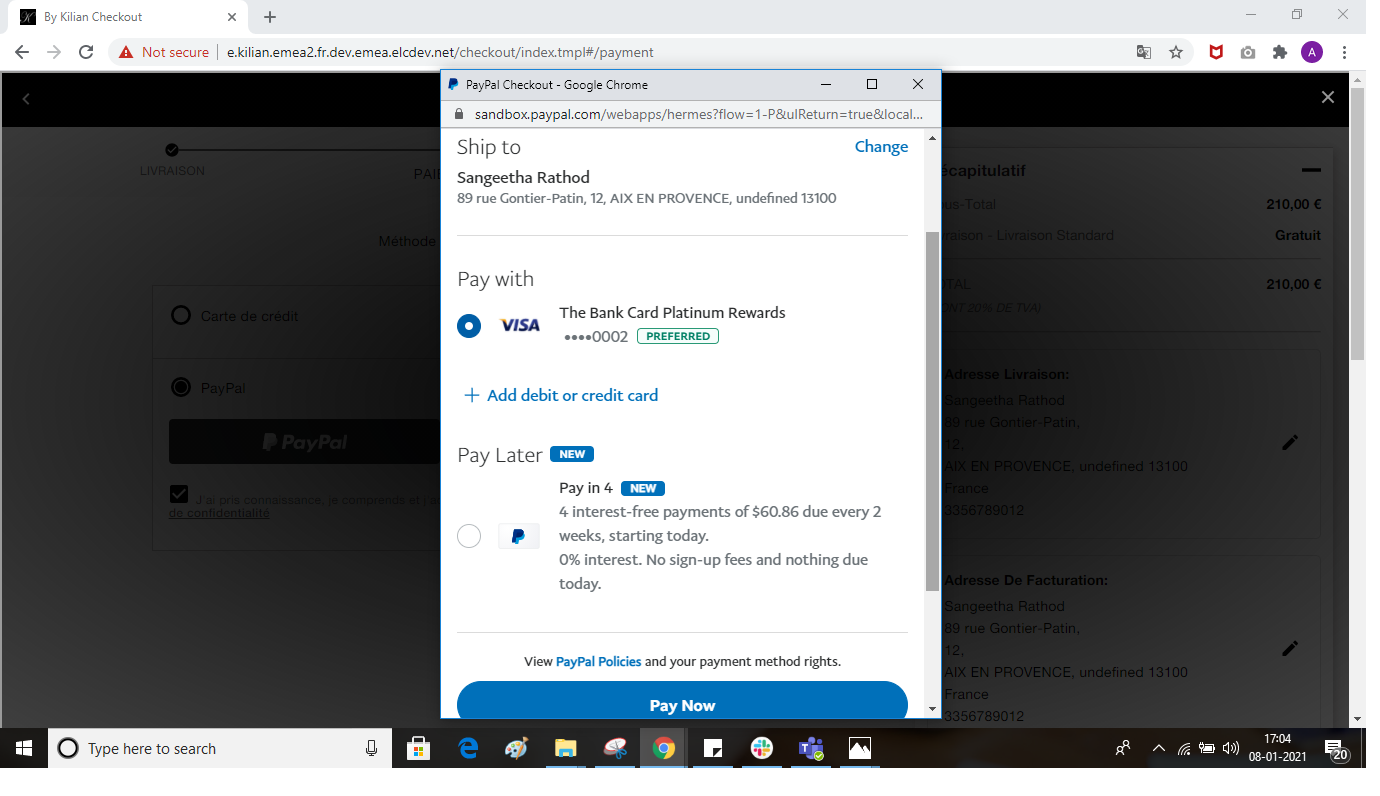 By Kilian Checkout
Not secure
e.kilian.emea2.fr.dev.emea.elcdev.net/checkout/index.tmpl#/payment
A
PayPal Checkout - Google Chrome
sandbox.paypal.com/webapps/hermes?flow=1-P&ulReturn=true&local...
LIVRAISON
Méthode
Carte de crédit
PayPal
PayPal
J'ai pris connaissance, je comprends et j'a
de confidentialité
Ship to
Change
Sangeetha Rathod
89 rue Gontier-Patin, 12, AIX EN PROVENCE, undefined 13100
Pay with
VISA
The Bank Card Platinum Rewards
••••0002 PREFERRED
+ Add debit or credit card
Pay Later NEW
Pay in 4 NEW
4 interest-free payments of $60.86 due every 2
weeks, starting today.
0% interest. No sign-up fees and nothing due
today.
View PayPal Policies and your payment method rights.
Pay Now
écapitulatif
us-Total 210,00 €
raison - Livraison Standard Gratuit
TAL 210,00 €
ONT 20% DE TVA)
Adresse Livraison:
Sangeetha Rathod
89 rue Gontier-Patin,
12,
AIX EN PROVENCE, undefined 13100
France
3356789012
Adresse De Facturation:
Sangeetha Rathod
89 rue Gontier-Patin,
12,
AIX EN PROVENCE, undefined 13100
France
3356789012
Type here to search
17:04
08-01-2021
20